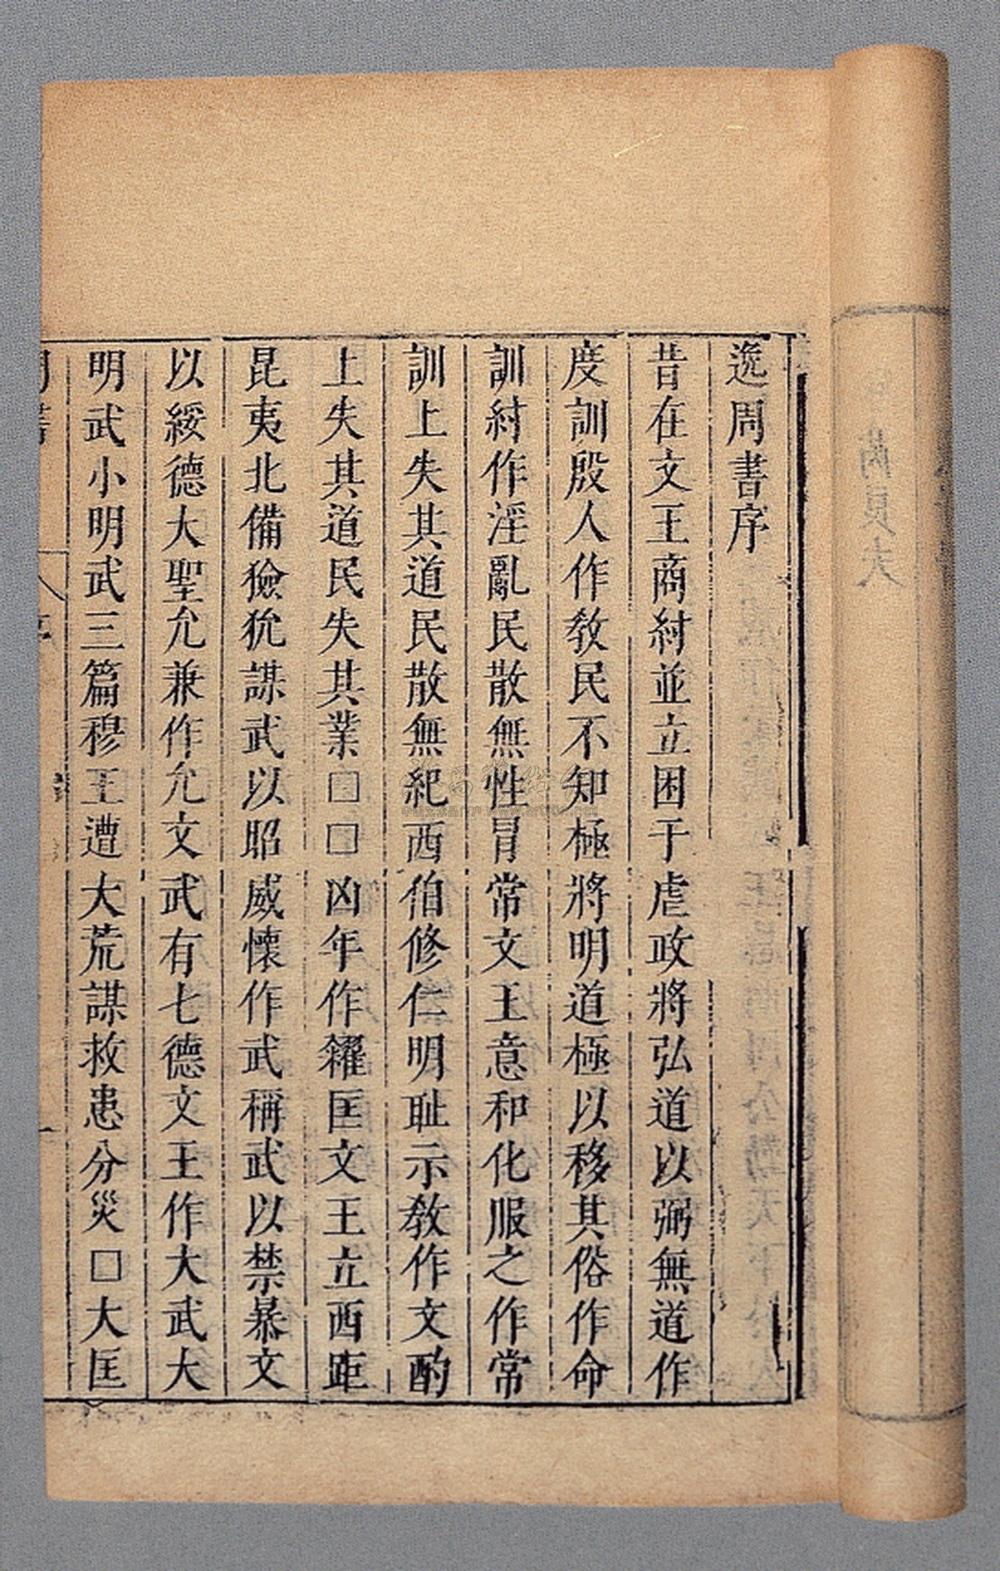 逸周書序
昔在文王商紂並立困于虐政將弘道以弼無道作
度訓殷人作敎民不知極將明道極以移其俗作命
訓紂作淫亂民散無性冐常文王意和化服之作常
訓上失其道民散無紀西伯修仁明耻示敎作文酌
上失其道民失其業□□凶年作糴匡文王立西距
昆夷北備獫狁謀武以昭威懷作武稱武以禁暴文
以綏德大聖允兼作允文武有七德文王作大武大
明武小明武三篇穆王遭大荒謀救患分災□大匡